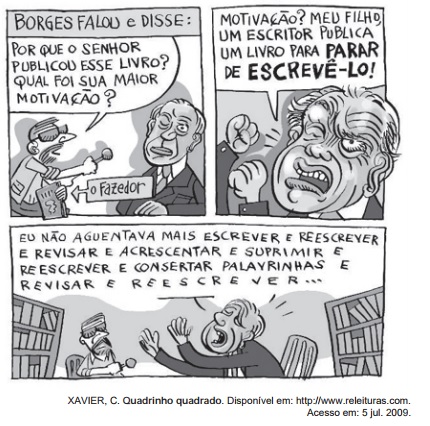 BORGES FALOU e DISSE:
POR QUE O SENHOR
PUBLICOU ESSE LIVRO?
QUAL FOI SUA MAIOR
MOTIVAÇÃO?
O FAZEDOR
MOTIVAÇÃO? MEU FILHO,
UM ESCRITOR PUBLICA
UM LIVRO PARA PARAR
DE ESCREVÊ-LO!
EU NÃO AGUENTAVA MAIS ESCREVER E REESCREVER
E REVISAR E ACRESCENTAR E SUPRIMIR E
REESCREVER E CONSERTAR PALAVRINHAS E
REVISAR E REESCREVER...
XAVIER, C. Quadrinho quadrado. Disponível em: http://www.releituras.com.
Acesso em: 5 jul. 2009.